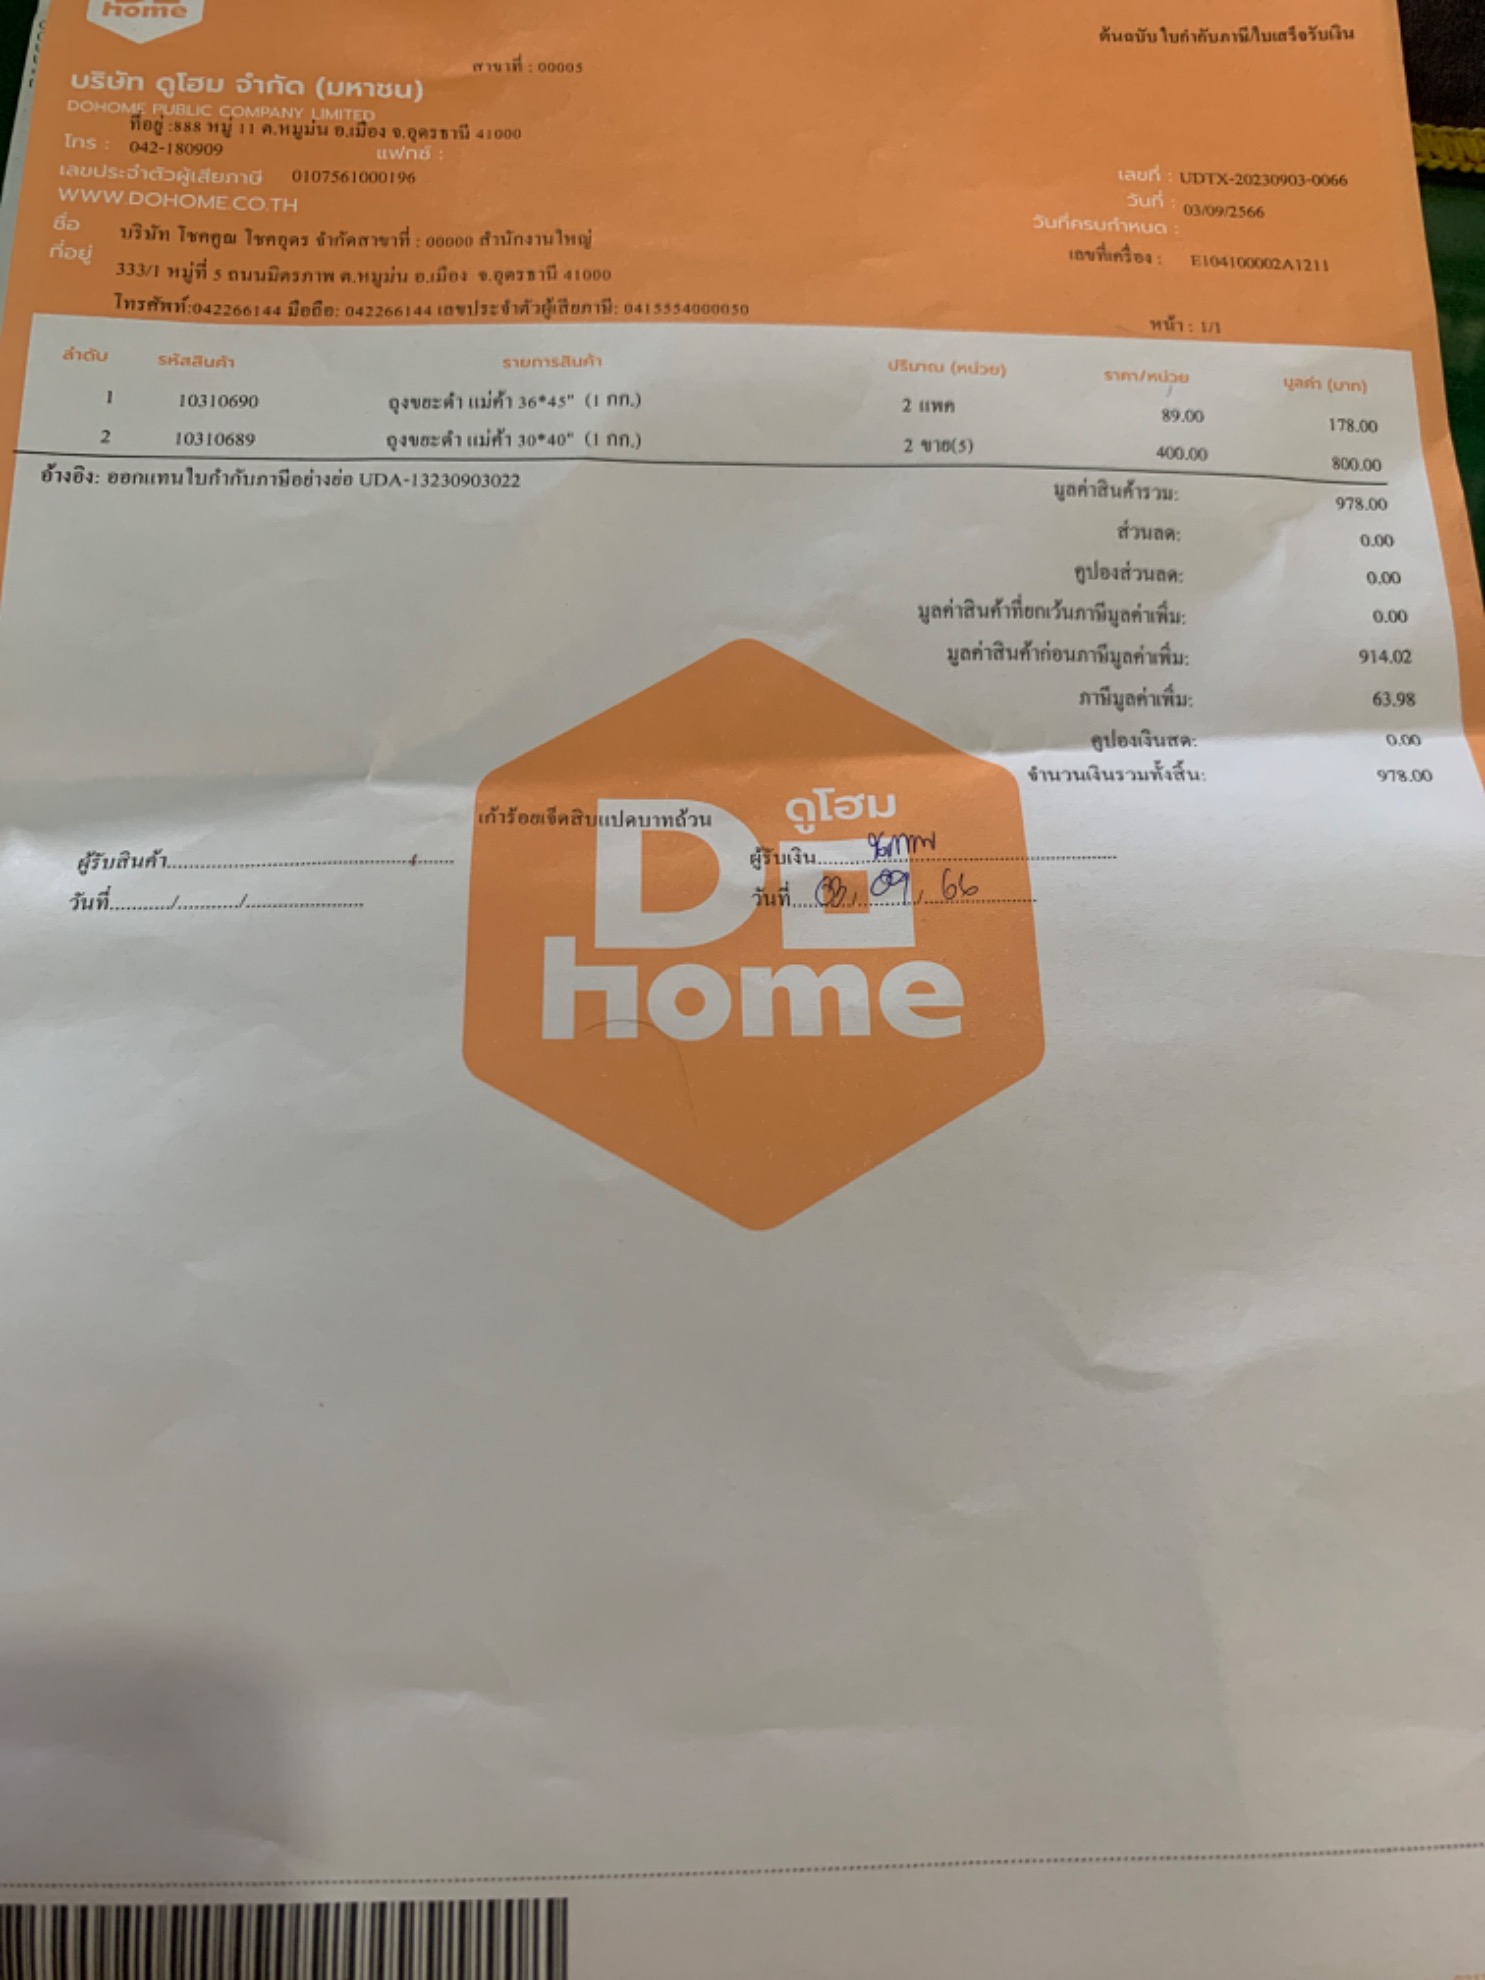 home
ต้นฉบับ ใบกำกับภาษี/ใบเสร็จรับเงิน
สาขาที่ : 00005
บริษัท ดูโฮม จำกัด (มหาชน)
DOHOME PUBLIC COMPANY LIMITED
ที่อยู่ :888 หมู่ 11 ต.หมูม่น อ.เมือง จ.อุดรธานี 41000
โทร : 042-180909 แฟกซ์ :
เลขประจำตัวผู้เสียภาษี 0107561000196
WWW.DOHOME.CO.TH
เลขที่ : UDTX-20230903-0066
วันที่ : 03/09/2566
วันที่ครบกำหนด :
เลขที่เครื่อง : E104100002A1211
ชื่อ บริษัท โชคคูณ โชคอุดร จำกัดสาขาที่ : 00000 สำนักงานใหญ่
ที่อยู่ 333/1 หมู่ที่ 5 ถนนมิตรภาพ ต.หมูม่น อ.เมือง จ.อุดรธานี 41000
โทรศัพท์:042266144 มือถือ: 042266144 เลขประจำตัวผู้เสียภาษี: 0415554000050
หน้า : 1/1
ลำดับ รหัสสินค้า รายการสินค้า ปริมาณ (หน่วย) ราคา/หน่วย มูลค่า (บาท)
1 10310690 ถุงขยะดำ แม่ค้า 36*45" (1 กก.) 2 แพค 89.00 178.00
2 10310689 ถุงขยะดำ แม่ค้า 30*40" (1 กก.) 2 ขาย(5) 400.00 800.00
อ้างอิง: ออกแทนใบกำกับภาษีอย่างย่อ UDA-13230903022
มูลค่าสินค้ารวม: 978.00
ส่วนลด: 0.00
คูปองส่วนลด: 0.00
มูลค่าสินค้าที่ยกเว้นภาษีมูลค่าเพิ่ม: 0.00
มูลค่าสินค้าก่อนภาษีมูลค่าเพิ่ม: 914.02
ภาษีมูลค่าเพิ่ม: 63.98
คูปองเงินสด: 0.00
จำนวนเงินรวมทั้งสิ้น: 978.00
เก้าร้อยเจ็ดสิบแปดบาทถ้วน
ผู้รับสินค้า
วันที่
ผู้รับเงิน
วันที่ 03, 09, 66
ดูโฮม
Do
home